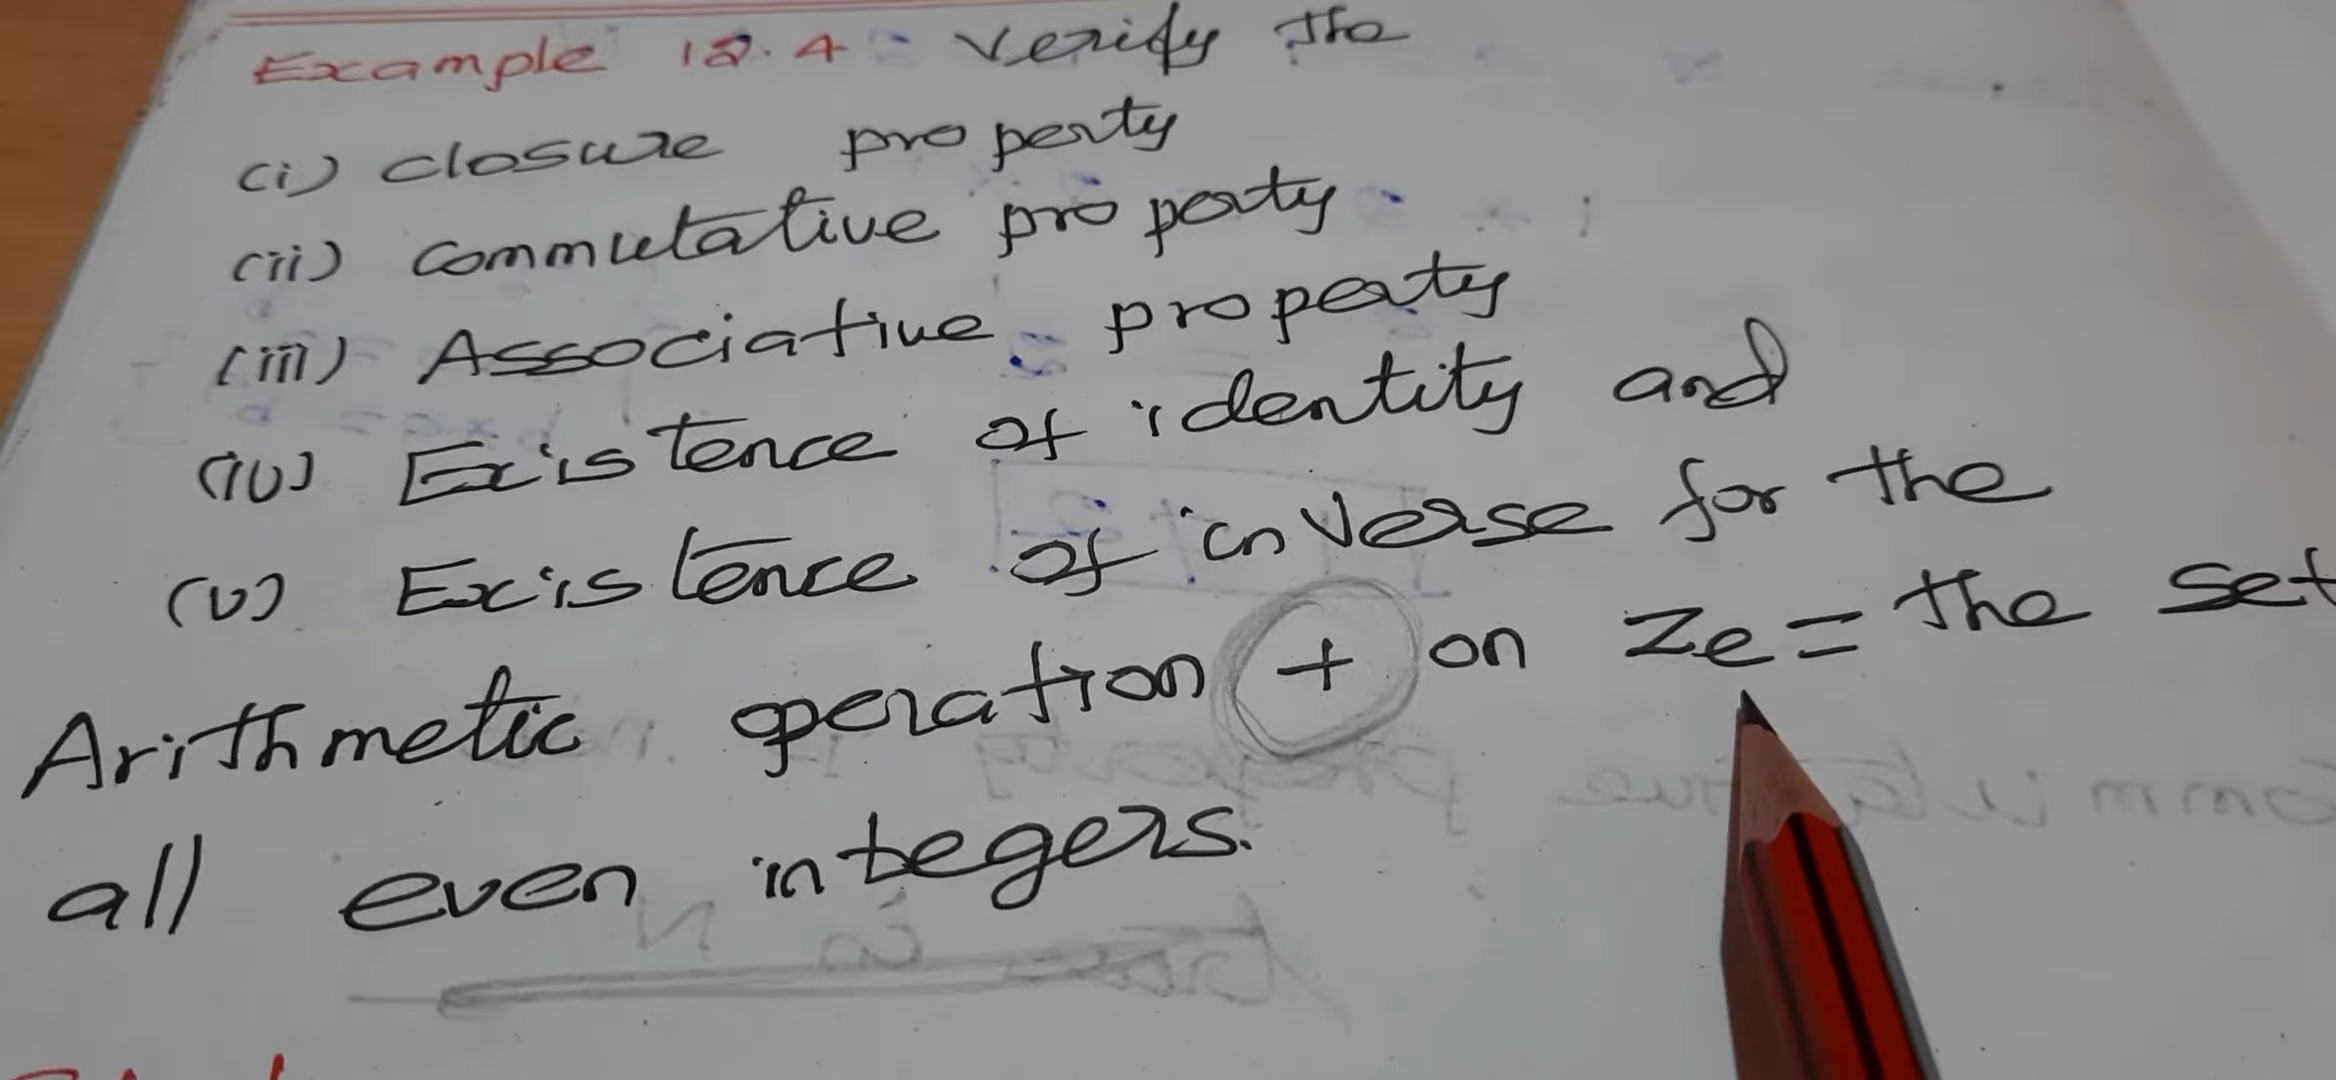 Example 12.4 - Verify the
(i) closure property
(ii) commutative property
(iii) Associative property
(iv) Existence of identity and
(v) Existence of inverse for the
Arithmetic operation + on Ze = the set
all even integers.